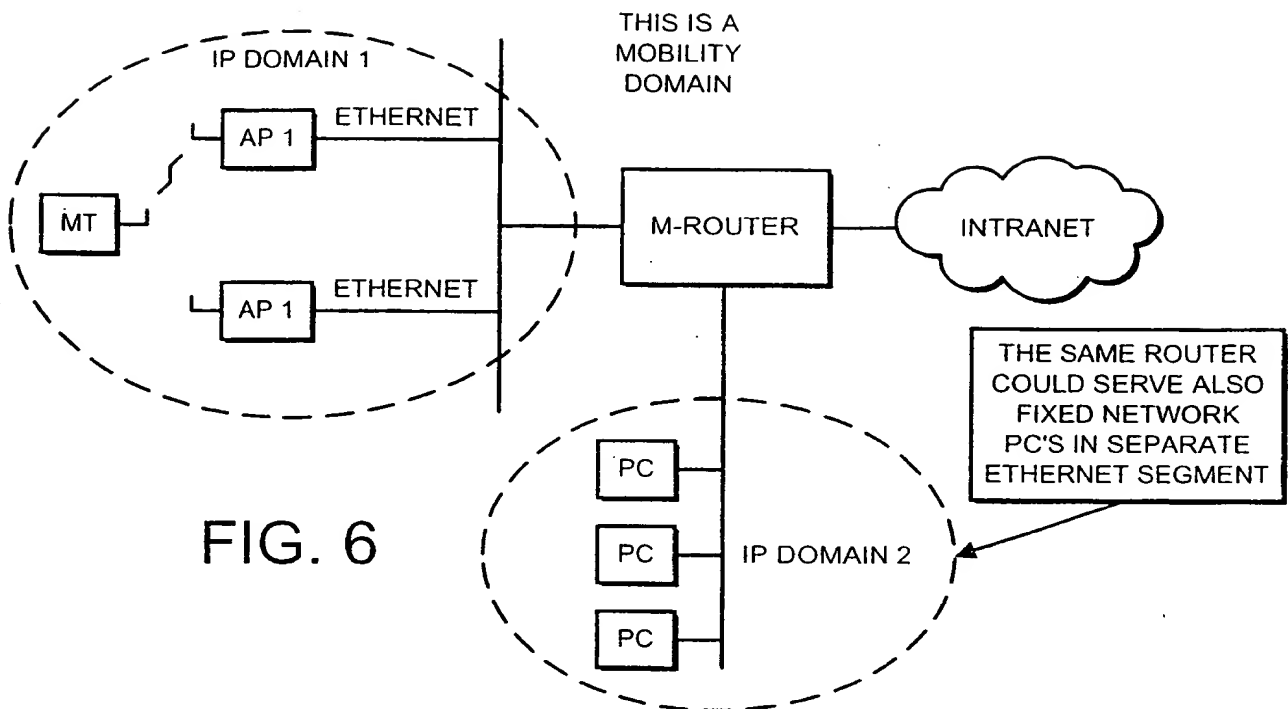 THIS IS A
MOBILITY
DOMAIN
IP DOMAIN 1
AP 1
ETHERNET
MT
M-ROUTER
INTRANET
AP 1
ETHERNET
THE SAME ROUTER
COULD SERVE ALSO
FIXED NETWORK
PC'S IN SEPARATE
ETHERNET SEGMENT
PC
PC
IP DOMAIN 2
PC
FIG. 6